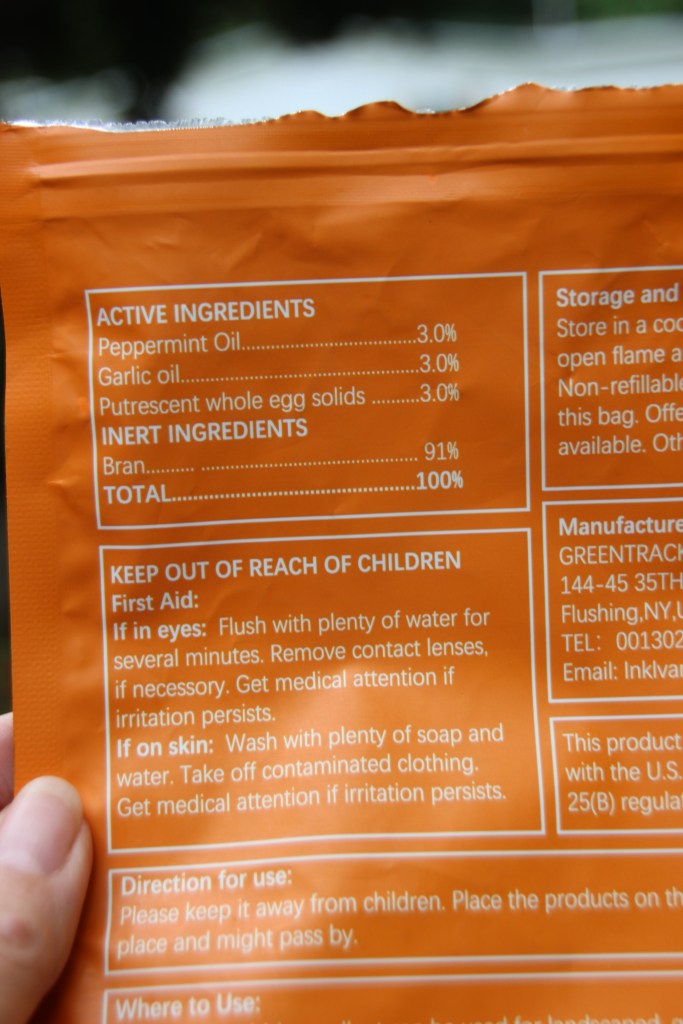 ACTIVE INGREDIENTS
Peppermint Oil..................................3.0%
Garlic oil.............................................3.0%
Putrescent whole egg solids ..........3.0%
INERT INGREDIENTS
Bran.......... ......................................... 91%
TOTAL.............................................100%
KEEP OUT OF REACH OF CHILDREN
First Aid:
If in eyes: Flush with plenty of water for
several minutes. Remove contact lenses,
if necessary. Get medical attention if
irritation persists.
If on skin: Wash with plenty of soap and
water. Take off contaminated clothing.
Get medical attention if irritation persists.
Storage and
Store in a
open flame
Non-refillable
this bag.
available.
Manufacture
GREENTRACK
144-45 35TH
Flushing,NY,
TEL: 001302
Email:
This product
with the U.S.
25(B)
Direction for use:
Please keep it away from children. Place the products on
place and might pass by.
Where to Use:
be used for landscaped,